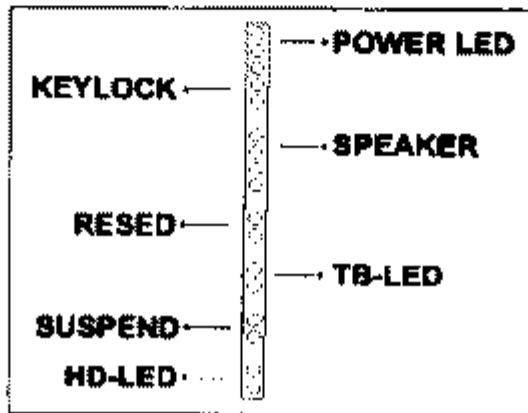 POWER LED
KEYLOCK
SPEAKER
RESED
TB-LED
SUSPEND
HD-LED